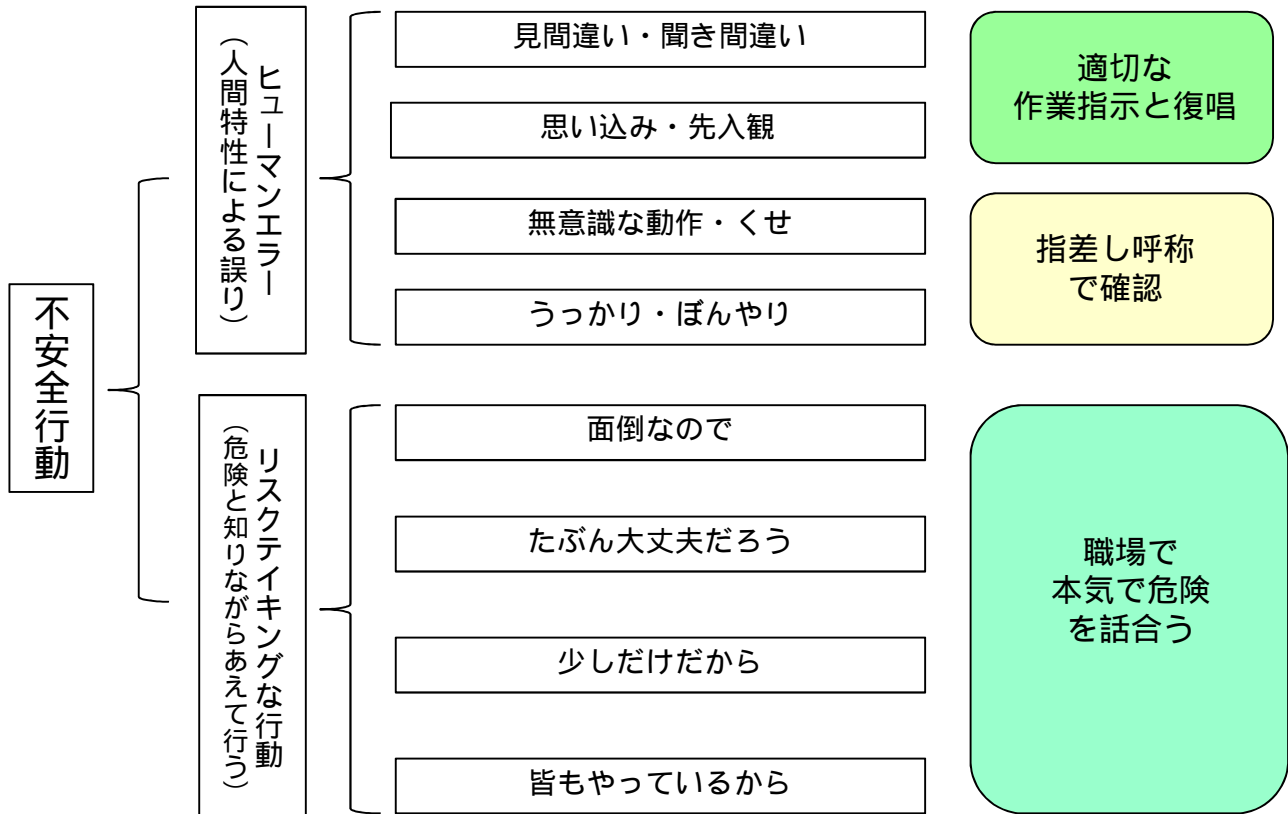 不安全行動
ヒューマンエラー
（人間特性による誤り）
見間違い・聞き間違い
思い込み・先入観
無意識な動作・くせ
うっかり・ぼんやり
適切な
作業指示と復唱
指差し呼称
で確認
リスクテイキングな行動
（危険と知りながらあえて行う）
面倒なので
たぶん大丈夫だろう
少しだけだから
皆もやっているから
職場で
本気で危険
を話合う